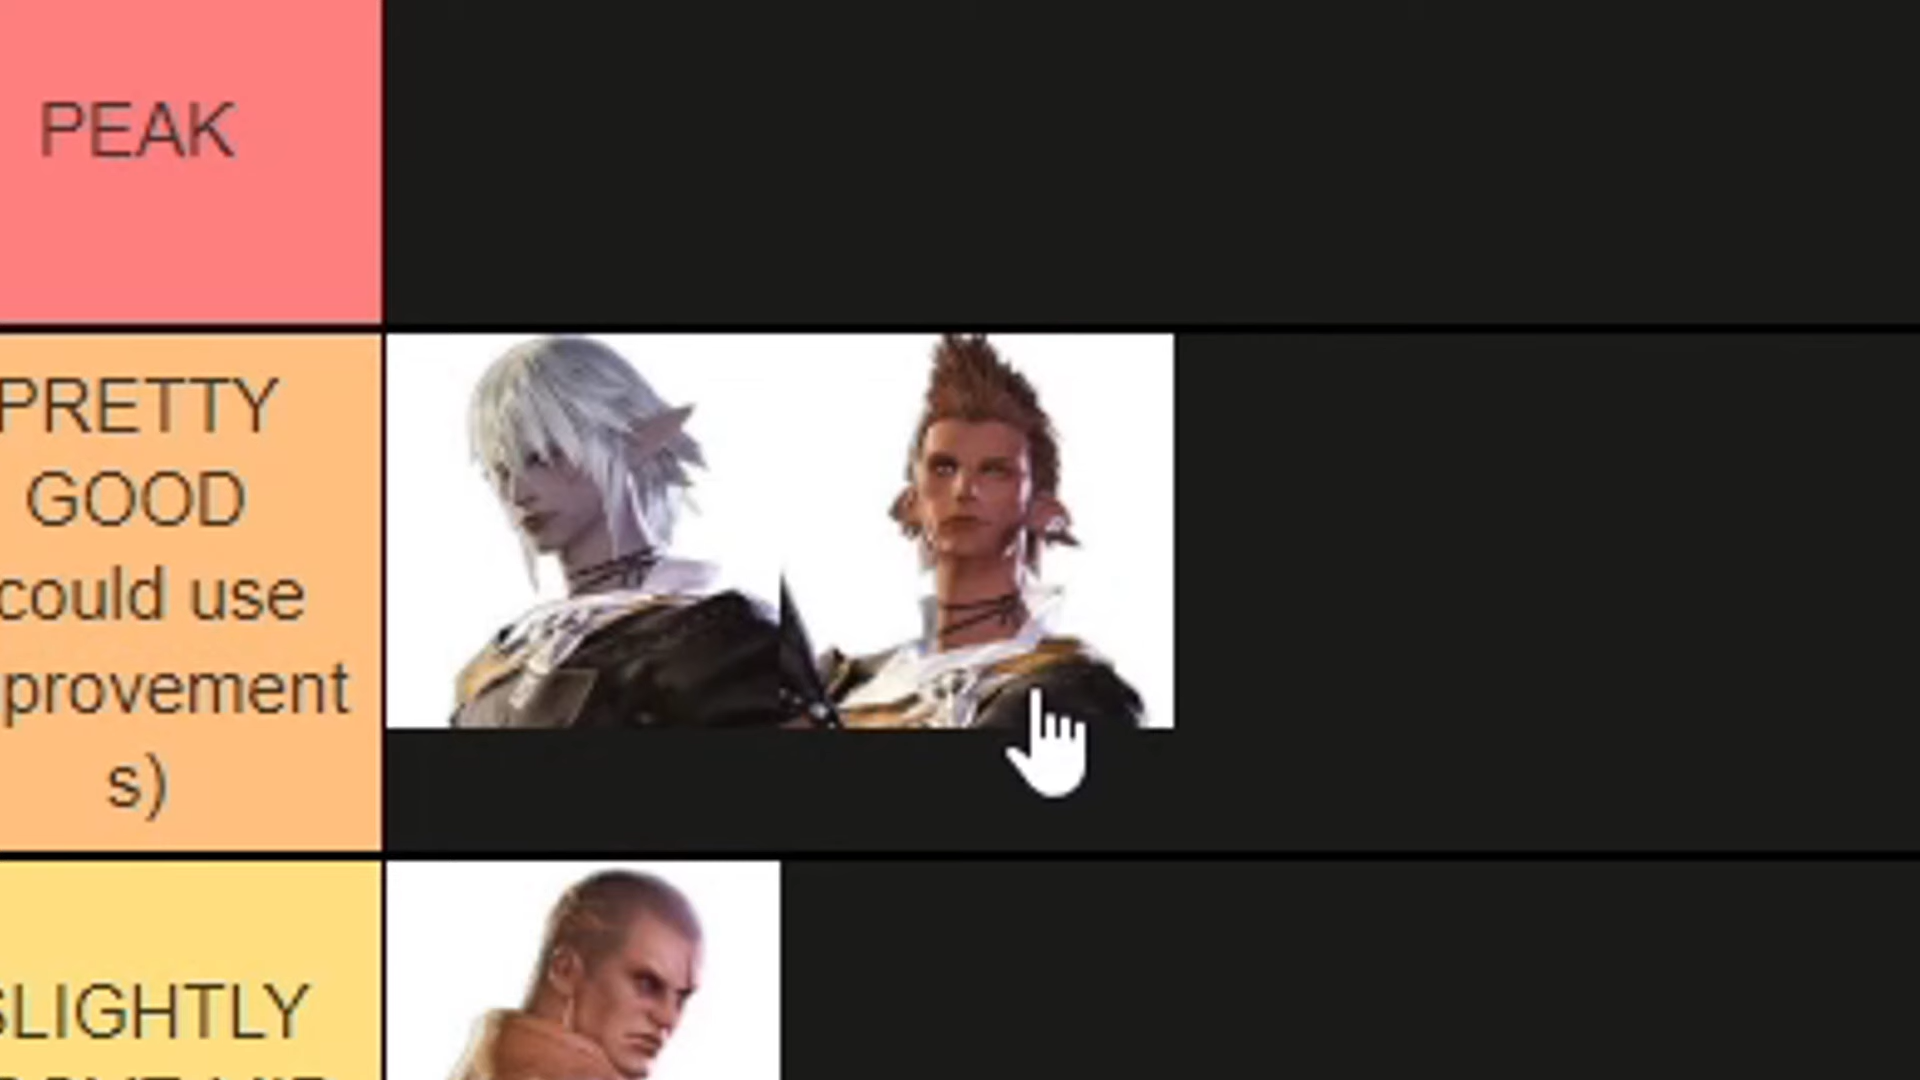 PEAK
PRETTY
GOOD
could use
provement
s)
SLIGHTLY